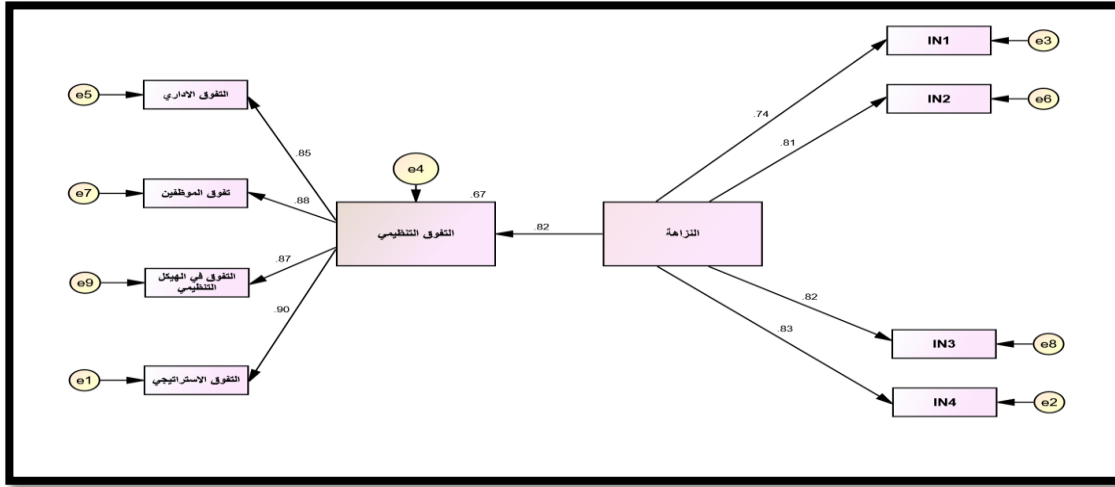 IN1
e3
IN2
e6
التفوق الاداري
e5
.74
.81
.85
e4
تفوق الموظفين
e7
.88
.67
التفوق التنظيمي
.82
النزاهة
التفوق في الهيكل
التنظيمي
e9
.87
.90
.82
.83
IN3
e8
التفوق الاستراتيجي
e1
IN4
e2